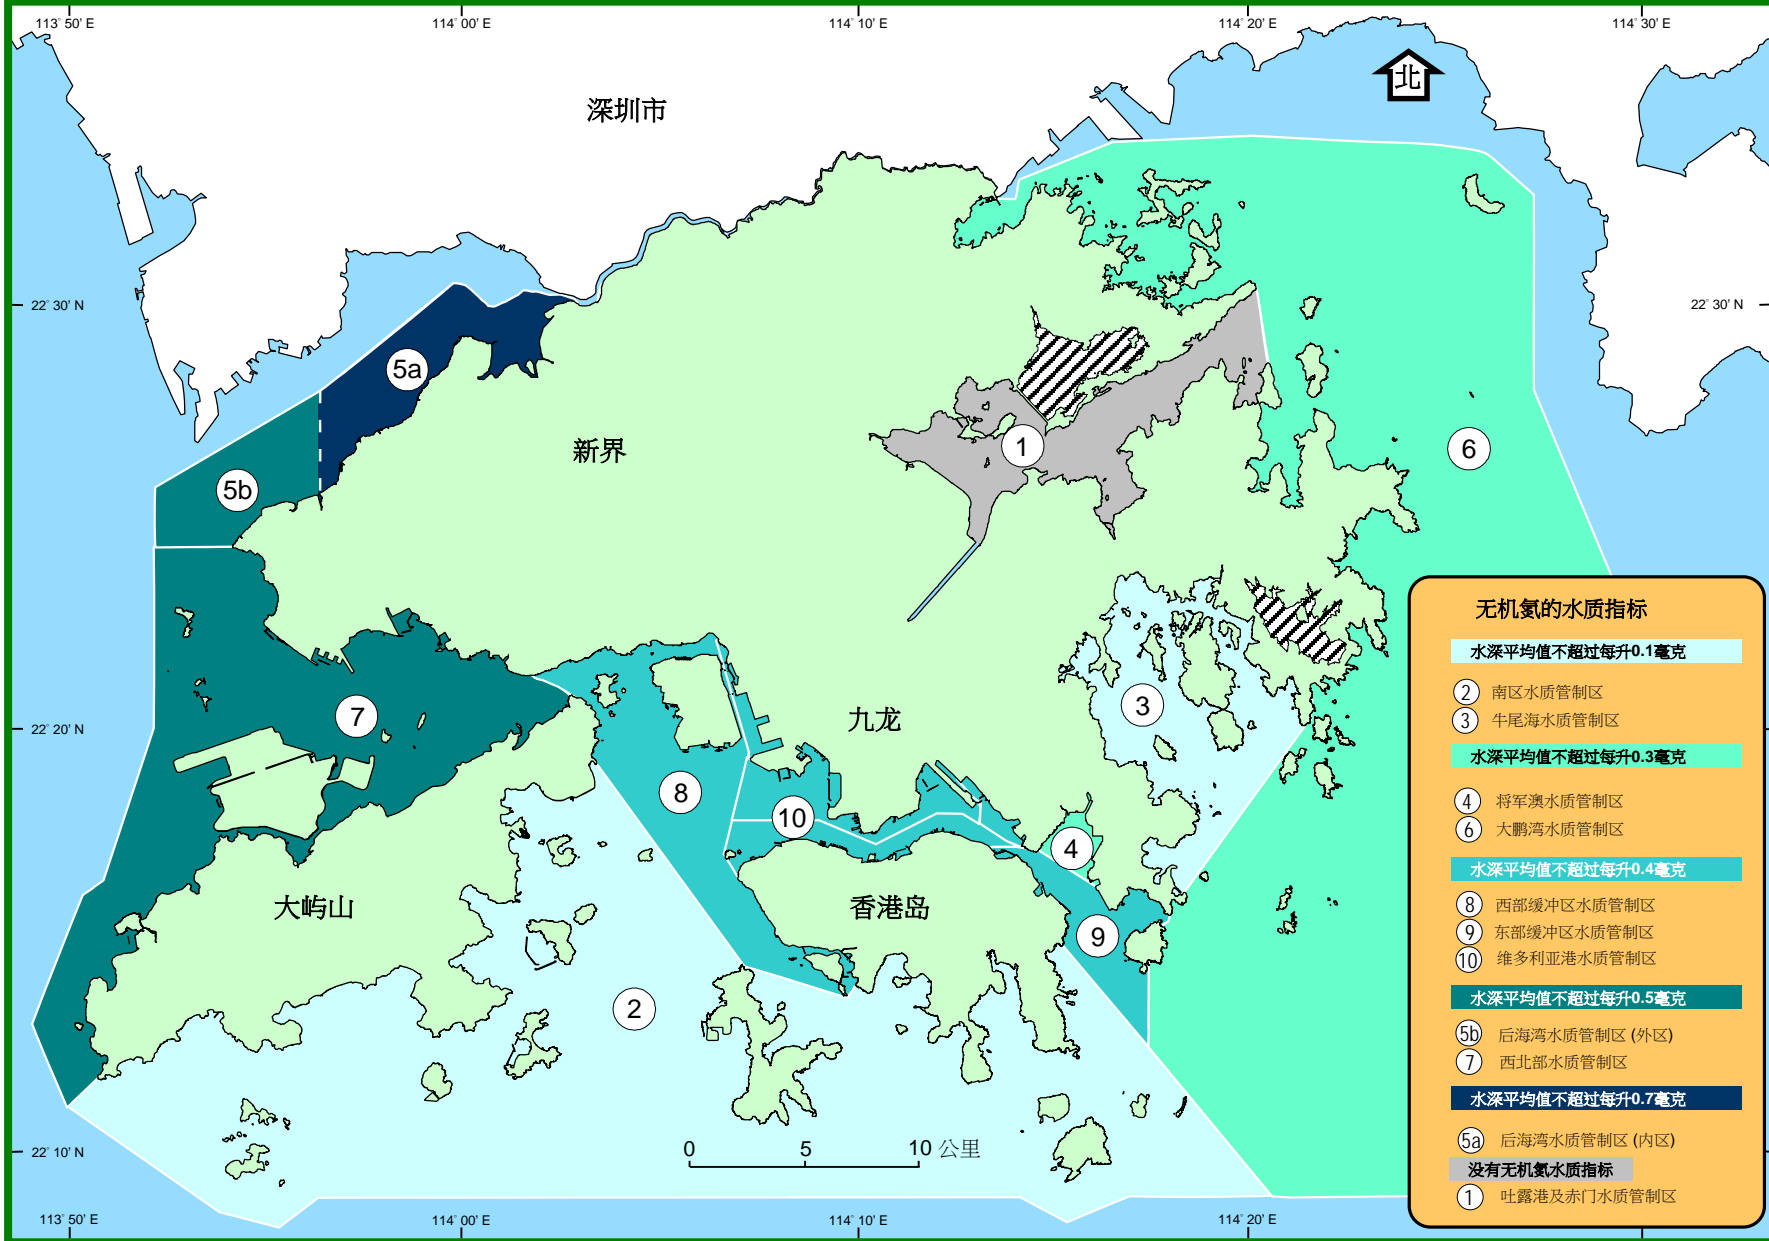 113° 50' E
114° 00' E
114° 10' E
114° 20' E
114° 30' E
北
深圳市
22° 30' N
22° 30' N
5a
新界
1
6
5b
无机氮的水质指标
水深平均值不超过每升0.1毫克
2 南区水质管制区
3 牛尾海水质管制区
水深平均值不超过每升0.3毫克
4 将军澳水质管制区
6 大鹏湾水质管制区
水深平均值不超过每升0.4毫克
8 西部缓冲区水质管制区
9 东部缓冲区水质管制区
10 维多利亚港水质管制区
水深平均值不超过每升0.5毫克
5b 后海湾水质管制区 (外区)
7 西北部水质管制区
水深平均值不超过每升0.7毫克
5a 后海湾水质管制区 (内区)
没有无机氮水质指标
1 吐露港及赤门水质管制区
3
7
九龙
22° 20' N
8
10
4
大屿山
香港岛
9
2
0 5 10 公里
22° 10' N
113° 50' E
114° 00' E
114° 10' E
114° 20' E